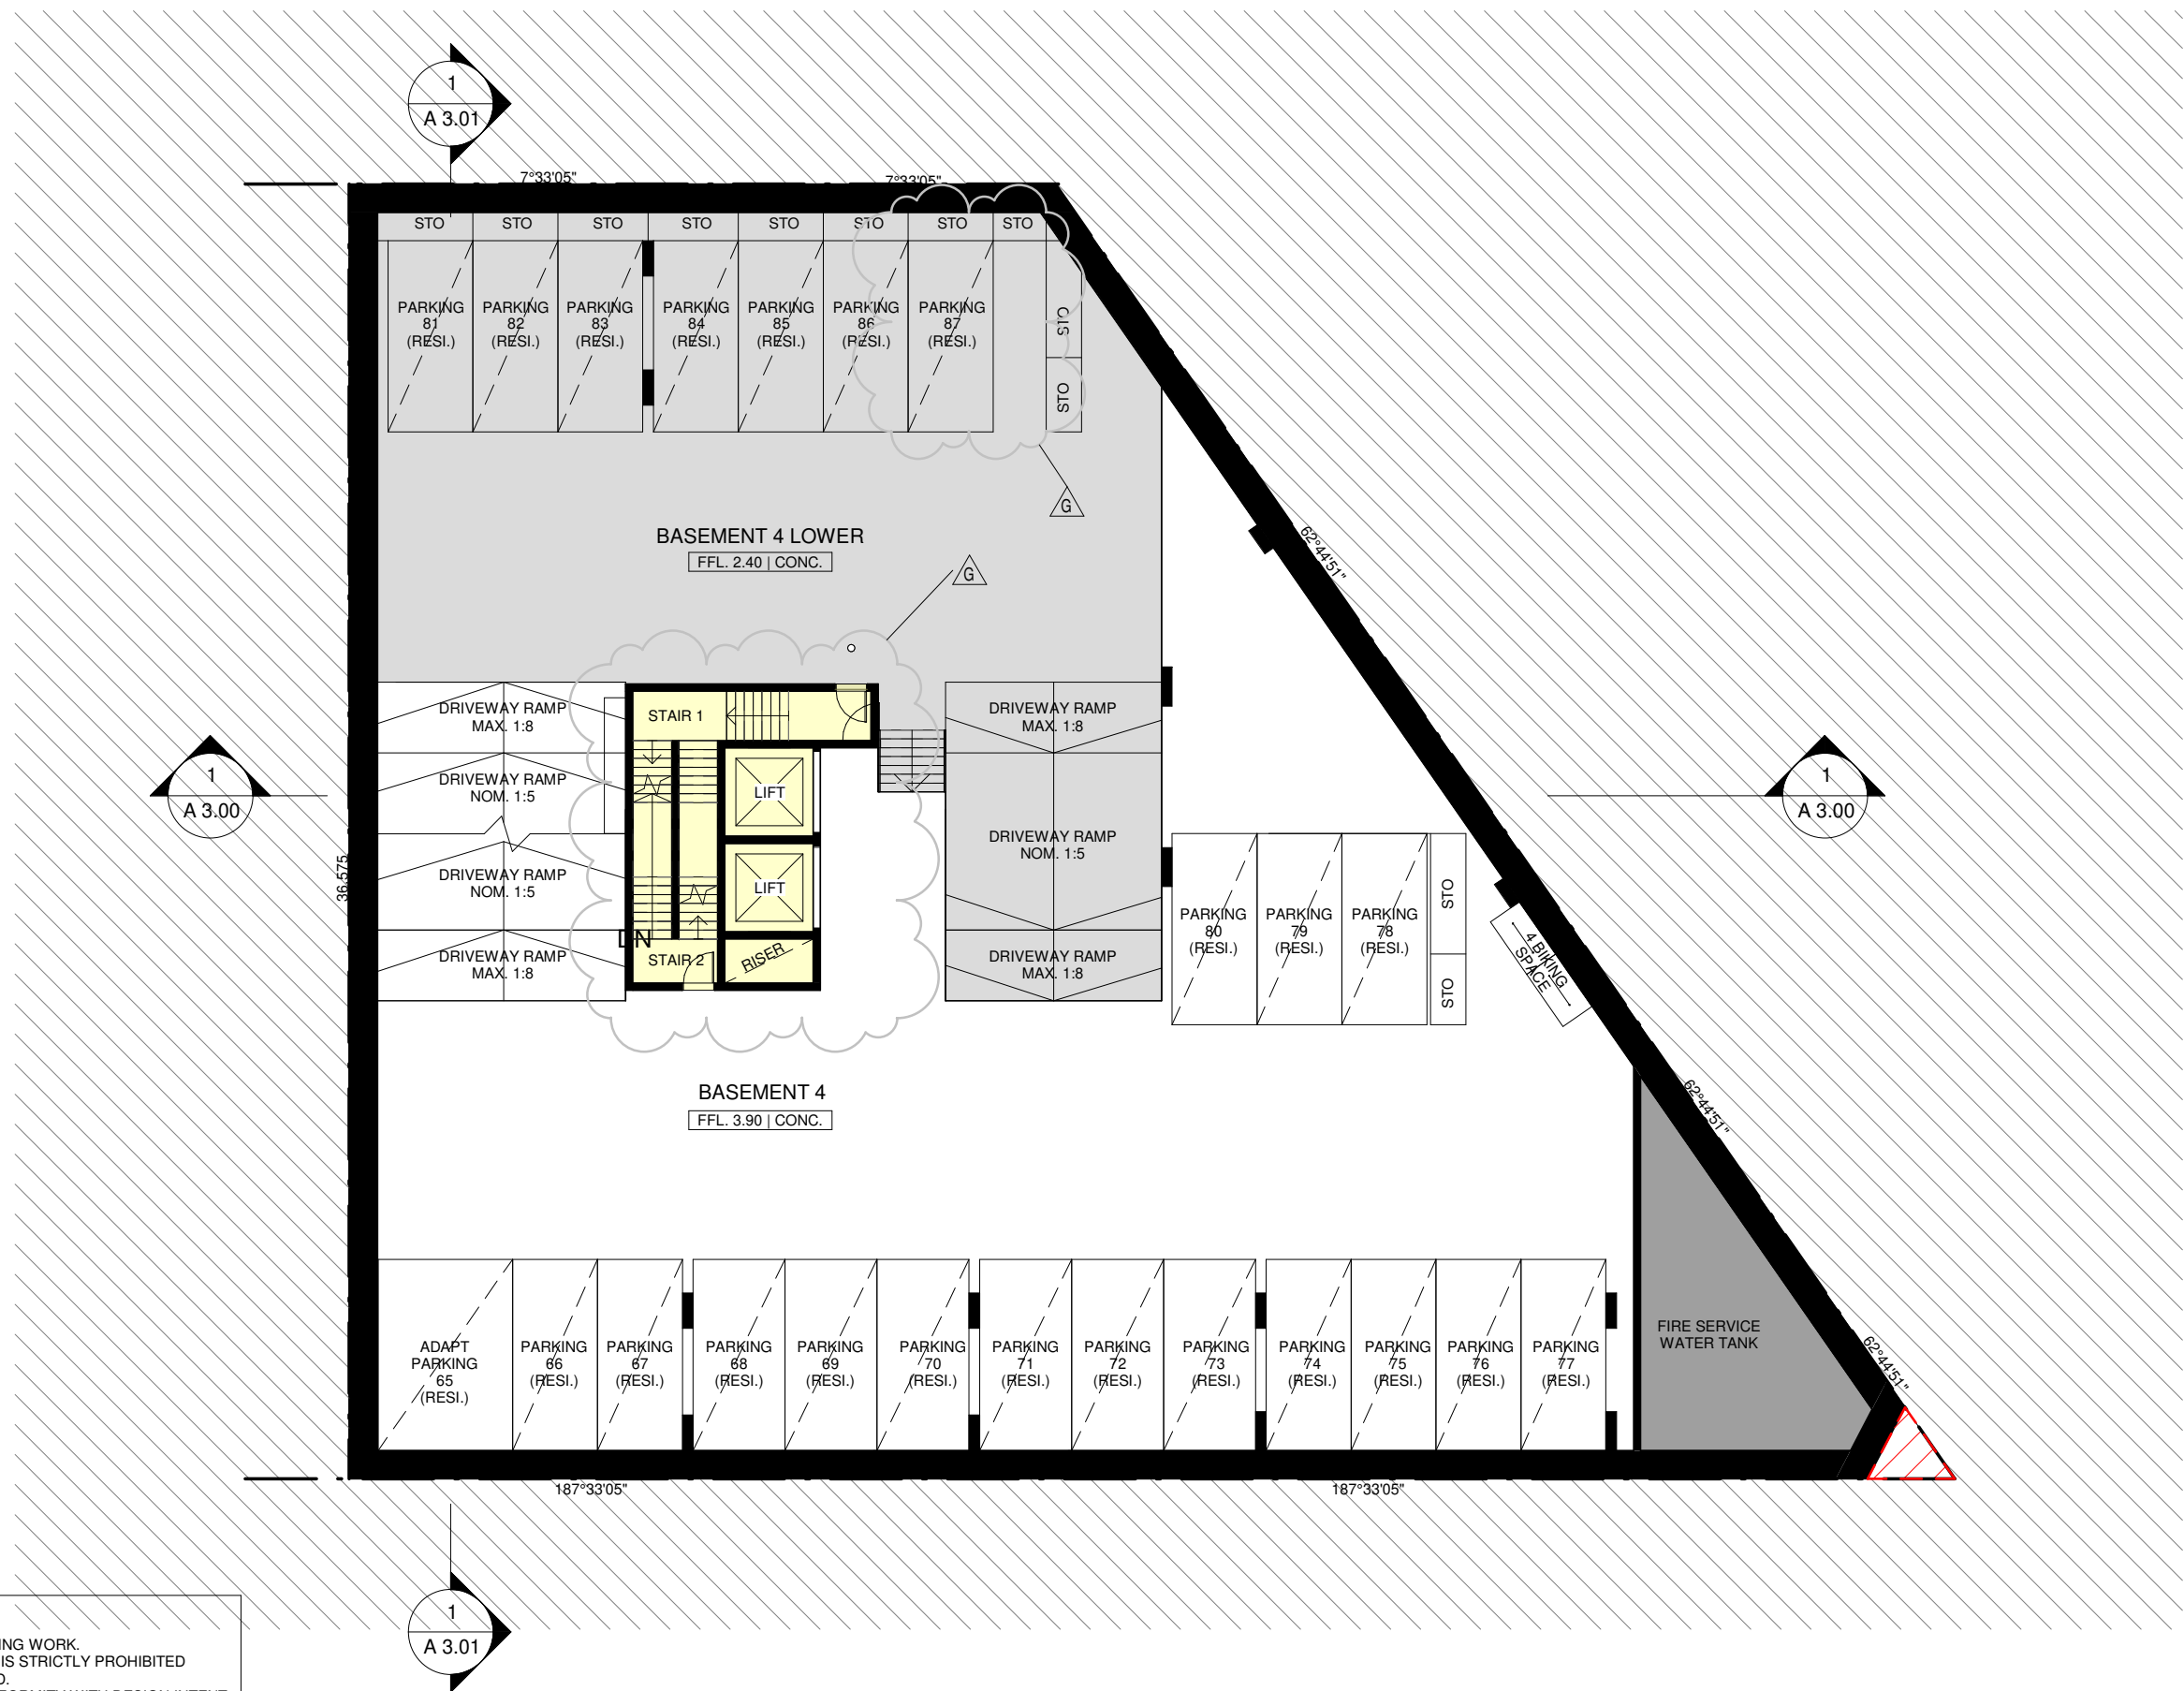 1
A 3.01
7°33'05"
7°33'05"
STO
STO
STO
STO
STO
STO
STO
STO
PARKING
81
(RESI.)
PARKING
82
(RESI.)
PARKING
83
(RESI.)
PARKING
84
(RESI.)
PARKING
85
(RESI.)
PARKING
86
(RESI.)
PARKING
87
(RESI.)
STO
STO
G
BASEMENT 4 LOWER
FFL. 2.40 | CONC.
G
62°44'51"
DRIVEWAY RAMP
MAX. 1:8
STAIR 1
DRIVEWAY RAMP
MAX. 1:8
1
A 3.00
DRIVEWAY RAMP
NOM. 1:5
LIFT
1
A 3.00
DRIVEWAY RAMP
NOM. 1:5
36.575
DRIVEWAY RAMP
NOM. 1:5
LIFT
STO
STO
PARKING
80
(RESI.)
PARKING
79
(RESI.)
PARKING
78
(RESI.)
4 BIKING
SPACE
DN
DRIVEWAY RAMP
MAX. 1:8
STAIR 2
RISER
DRIVEWAY RAMP
MAX. 1:8
BASEMENT 4
FFL. 3.90 | CONC.
62°44'51"
ADAPT
PARKING
65
(RESI.)
PARKING
66
(RESI.)
PARKING
67
(RESI.)
PARKING
68
(RESI.)
PARKING
69
(RESI.)
PARKING
70
(RESI.)
PARKING
71
(RESI.)
PARKING
72
(RESI.)
PARKING
73
(RESI.)
PARKING
74
(RESI.)
PARKING
75
(RESI.)
PARKING
76
(RESI.)
PARKING
77
(RESI.)
FIRE SERVICE
WATER TANK
62°44'51"
187°33'05"
187°33'05"
1
A 3.01
ING WORK.
IS STRICTLY PROHIBITED
D.